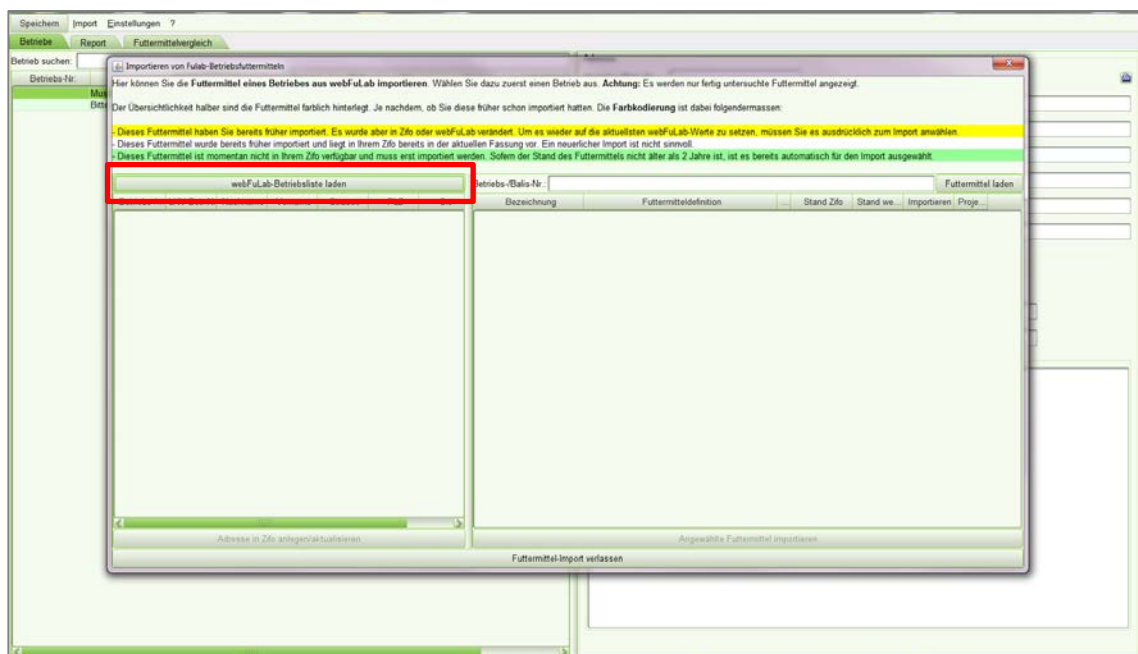 Speichern Import Einstellungen ?
Betriebe Report Futtermittelvergleich
Betrieb suchen:
Betriebs-Nr.
Mus
Bitte
Importieren von Fulab-Betriebsfuttermitteln
Hier können Sie die Futtermittel eines Betriebes aus webFuLab importieren. Wählen Sie dazu zuerst einen Betrieb aus. Achtung: Es werden nur fertig untersuchte Futtermittel angezeigt.
Der Übersichtlichkeit halber sind die Futtermittel farblich hinterlegt. Je nachdem, ob Sie diese früher schon importiert hatten. Die Farbkodierung ist dabei folgendermassen:
- Dieses Futtermittel haben Sie bereits früher importiert. Es wurde aber in Zifo oder webFuLab verändert. Um es wieder auf die aktuellsten webFuLab-Werte zu setzen, müssen Sie es ausdrücklich zum Import anwählen.
- Dieses Futtermittel wurde bereits früher importiert und liegt in Ihrem Zifo bereits in der aktuellen Fassung vor. Ein neuerlicher Import ist nicht sinnvoll.
- Dieses Futtermittel ist momentan nicht in Ihrem Zifo verfügbar und muss erst importiert werden. Sofern der Stand des Futtermittels nicht älter als 2 Jahre ist, ist es bereits automatisch für den Import ausgewählt.
webFuLab-Betriebsliste laden
Betriebs-/Balis-Nr.: Futtermittel laden
Bezeichnung Futtermitteldefinition ... Stand Zifo Stand we... Importieren Proje...
Adresse in Zifo anlegen/aktualisieren
Angewählte Futtermittel importieren
Futtermittel-Import verlassen